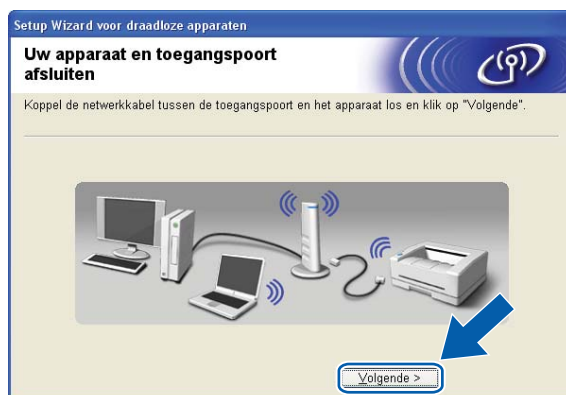 Setup Wizard voor draadloze apparaten
Uw apparaat en toegangspoort
afsluiten
Koppel de netwerkkabel tussen de toegangspoort en het apparaat los en klik op "Volgende".
Volgende >